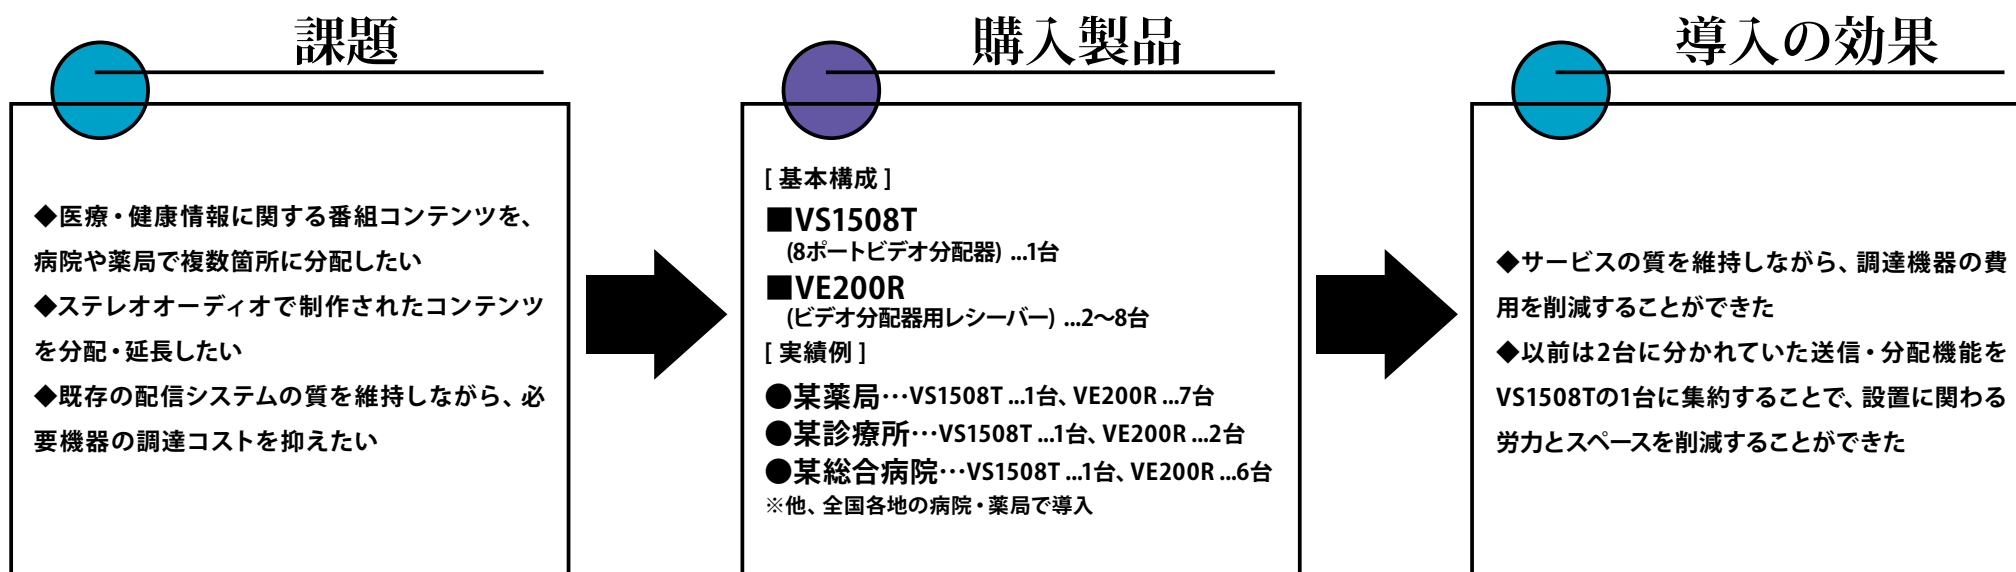 課題
◆医療・健康情報に関する番組コンテンツを、
病院や薬局で複数箇所に分配したい
◆ステレオオーディオで制作されたコンテンツ
を分配・延長したい
◆既存の配信システムの質を維持しながら、必
要機器の調達コストを抑えたい
購入製品
[ 基本構成 ]
■VS1508T
(8ポートビデオ分配器) ...1台
■VE200R
(ビデオ分配器用レシーバー) ...2〜8台
[ 実績例 ]
●某薬局…VS1508T ...1台、VE200R ...7台
●某診療所…VS1508T ...1台、VE200R ...2台
●某総合病院…VS1508T ...1台、VE200R ...6台
※他、全国各地の病院・薬局で導入
導入の効果
◆サービスの質を維持しながら、調達機器の費
用を削減することができた
◆以前は2台に分かれていた送信・分配機能を
VS1508Tの1台に集約することで、設置に関わる
労力とスペースを削減することができた